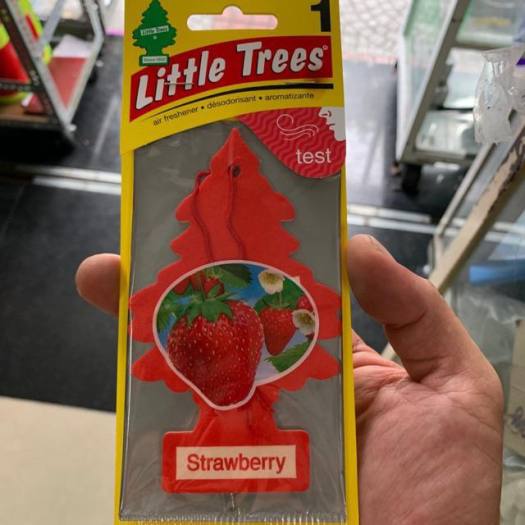 Little Trees
1
Little Trees®
air freshener • désodorisant • aromatizante
test
Strawberry